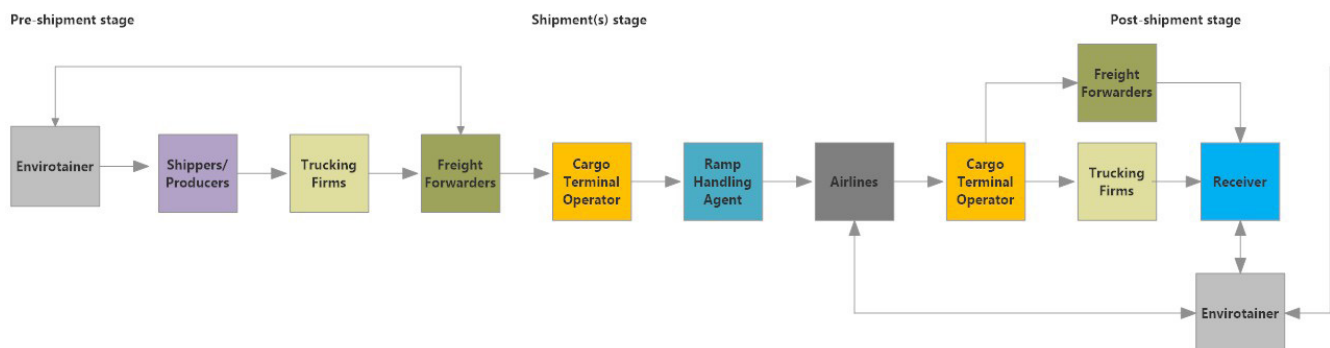 Pre-shipment stage
Shipment(s) stage
Post-shipment stage
Freight
Forwarders
Envirotainer
Shippers/
Producers
Trucking
Firms
Freight
Forwarders
Cargo
Terminal
Operator
Ramp
Handling
Agent
Airlines
Cargo
Terminal
Operator
Trucking
Firms
Receiver
Envirotainer